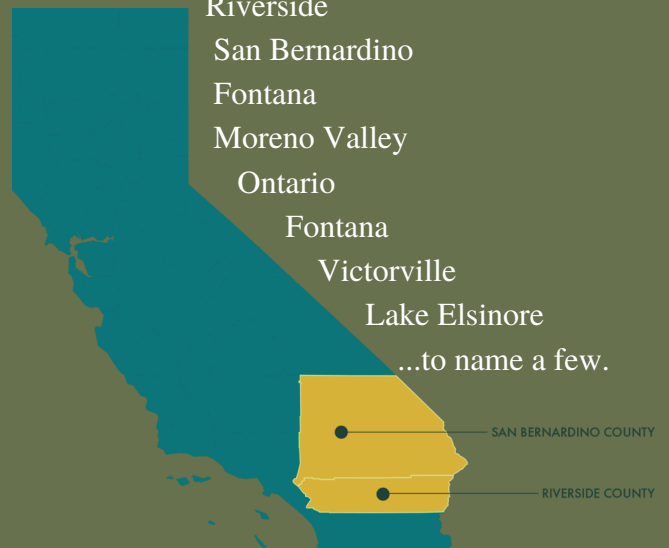 Riverside
San Bernardino
Fontana
Moreno Valley
Ontario
Fontana
Victorville
Lake Elsinore
...to name a few.
SAN BERNARDINO COUNTY
RIVERSIDE COUNTY